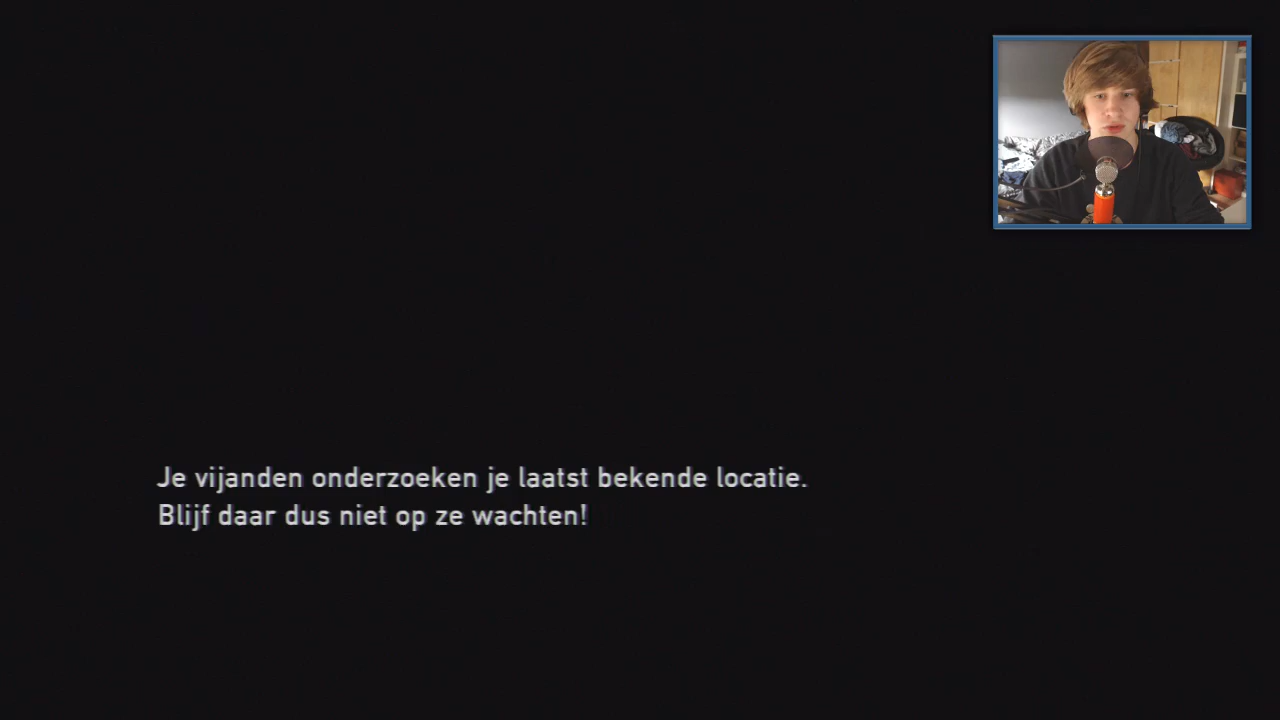 Je vijanden onderzoeken je laatst bekende locatie.
Blijf daar dus niet op ze wachten!